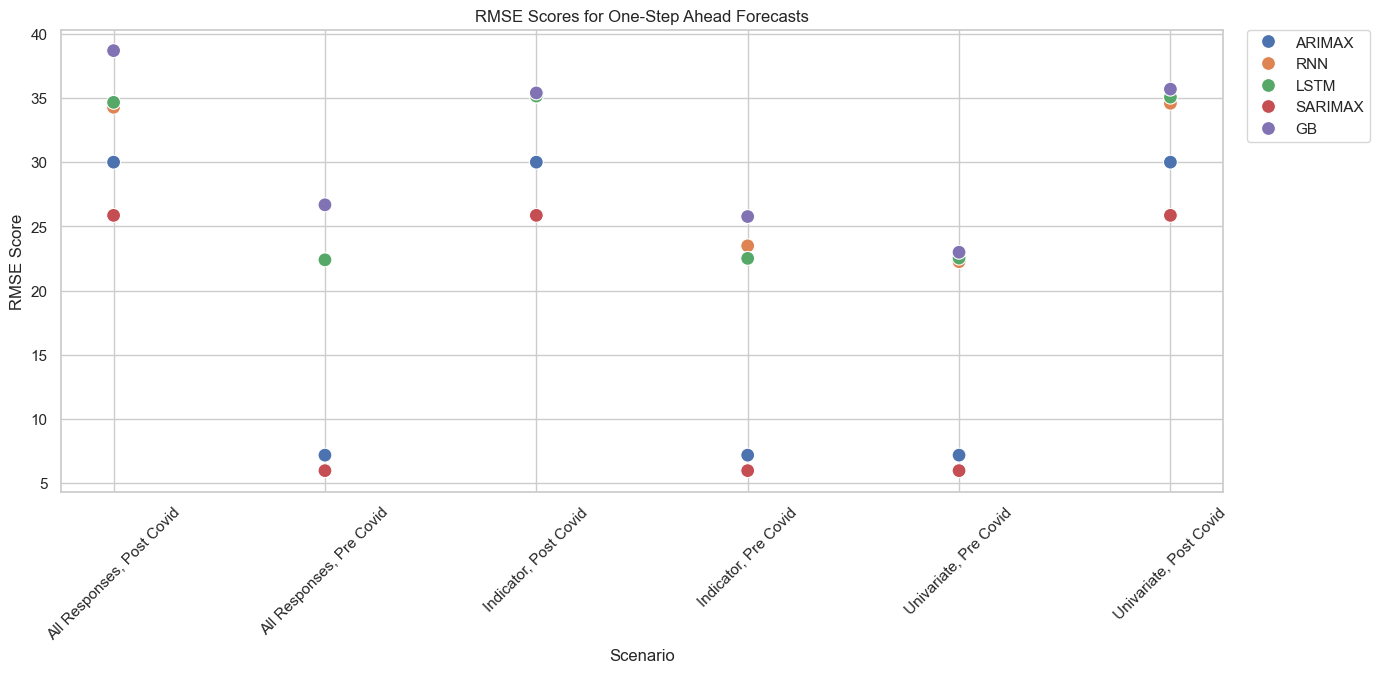 RMSE Scores for One-Step Ahead Forecasts
40
35
30
25
20
15
10
5
RMSE Score
All Responses, Post Covid
All Responses, Pre Covid
Indicator, Post Covid
Indicator, Pre Covid
Univariate, Pre Covid
Univariate, Post Covid
Scenario
ARIMAX
RNN
LSTM
SARIMAX
GB